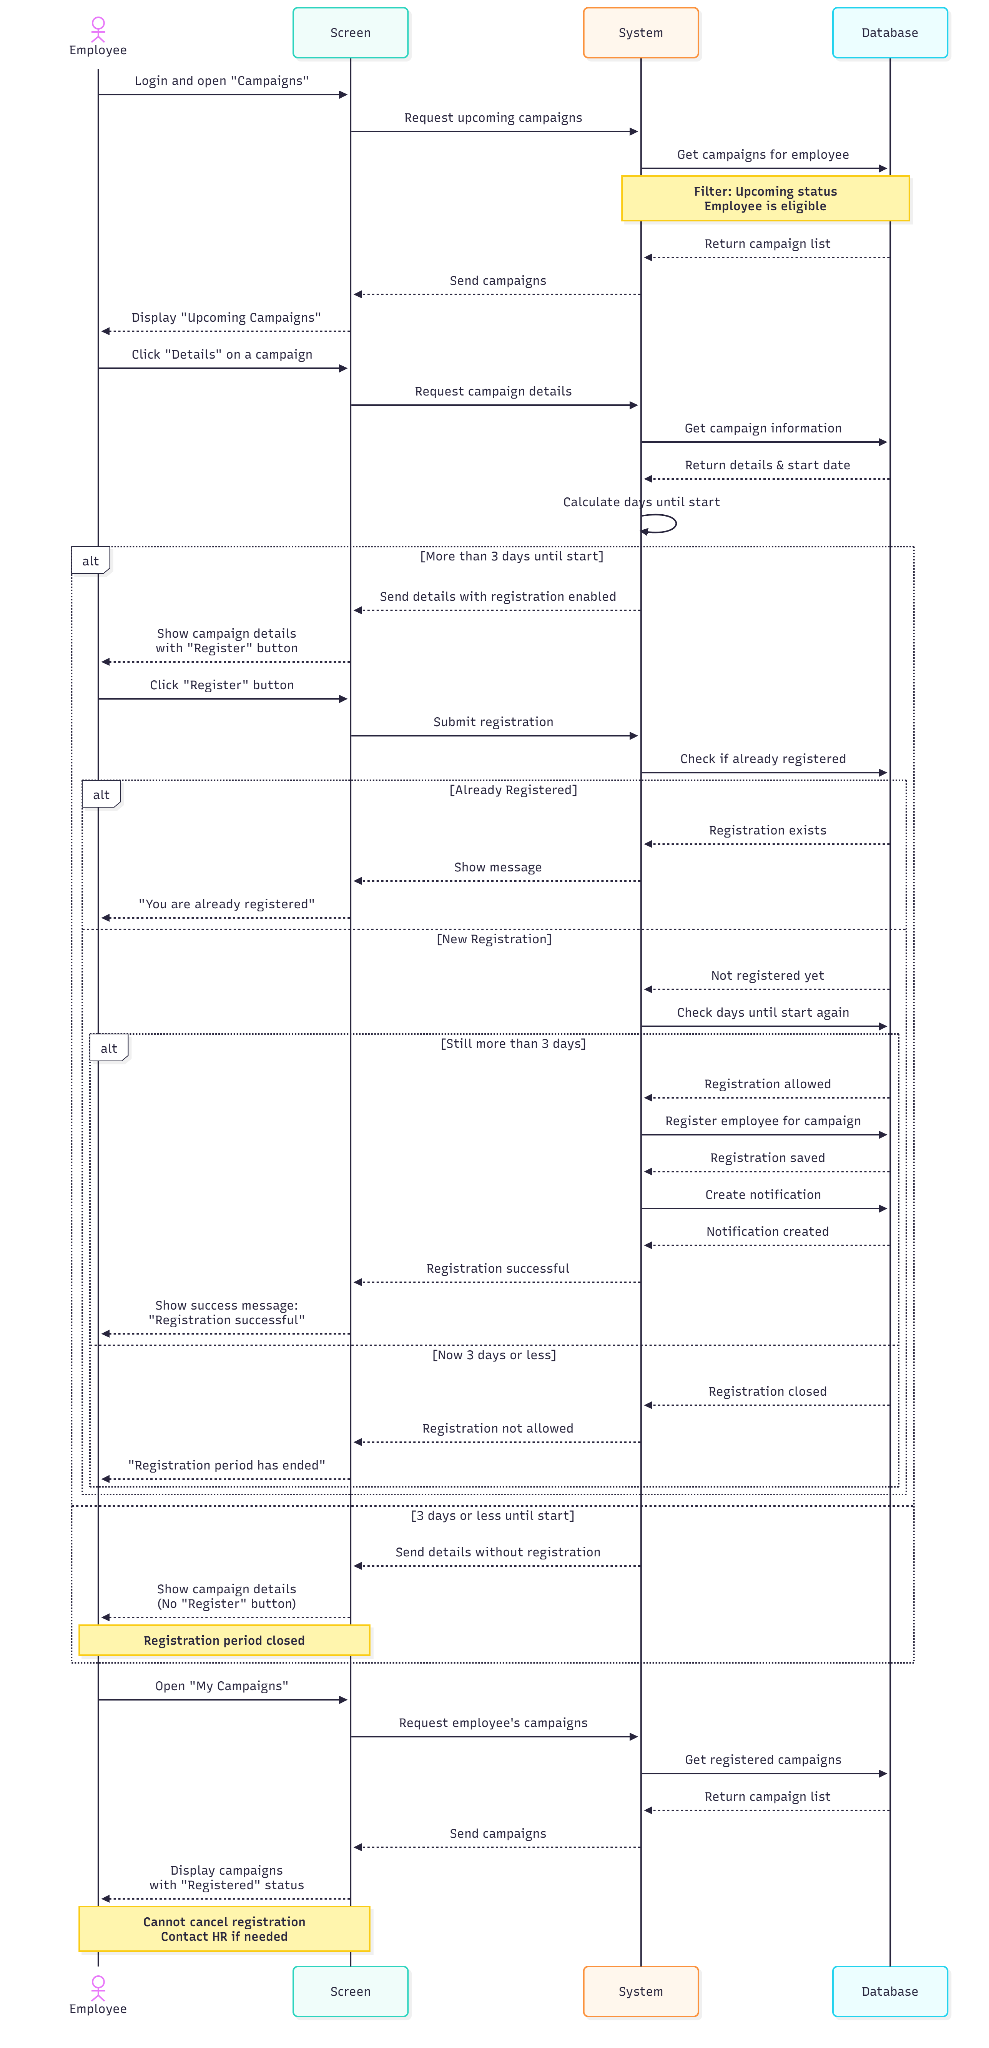 Employee
Screen
System
Database
Login and open "Campaigns"
Request upcoming campaigns
Get campaigns for employee
Filter: Upcoming status
Employee is eligible
Return campaign list
Send campaigns
Display "Upcoming Campaigns"
Click "Details" on a campaign
Request campaign details
Get campaign information
Return details & start date
Calculate days until start
alt
[More than 3 days until start]
Send details with registration enabled
Show campaign details
with "Register" button
Click "Register" button
Submit registration
Check if already registered
alt
[Already Registered]
Registration exists
Show message
"You are already registered"
[New Registration]
Not registered yet
Check days until start again
alt
[Still more than 3 days]
Registration allowed
Register employee for campaign
Registration saved
Create notification
Notification created
Registration successful
Show success message:
"Registration successful"
[Now 3 days or less]
Registration closed
Registration not allowed
"Registration period has ended"
[3 days or less until start]
Send details without registration
Show campaign details
(No "Register" button)
Registration period closed
Open "My Campaigns"
Request employee's campaigns
Get registered campaigns
Return campaign list
Send campaigns
Display campaigns
with "Registered" status
Cannot cancel registration
Contact HR if needed
Employee
Screen
System
Database